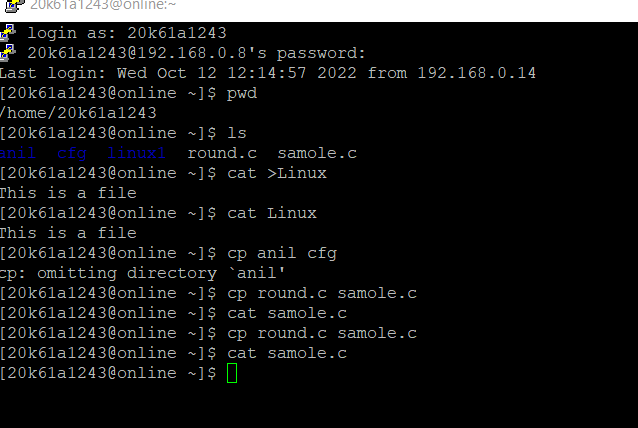 20k61a1243@online:~
login as: 20k61a1243
20k61a1243@192.168.0.8's password:
Last login: Wed Oct 12 12:14:57 2022 from 192.168.0.14
[20k61a1243@online ~]$ pwd
/home/20k61a1243
[20k61a1243@online ~]$ ls
anil  cfg  linux1  round.c  samole.c
[20k61a1243@online ~]$ cat >Linux
This is a file
[20k61a1243@online ~]$ cat Linux
This is a file
[20k61a1243@online ~]$ cp anil cfg
cp: omitting directory `anil'
[20k61a1243@online ~]$ cp round.c samole.c
[20k61a1243@online ~]$ cat samole.c
[20k61a1243@online ~]$ cp round.c samole.c
[20k61a1243@online ~]$ cat samole.c
[20k61a1243@online ~]$